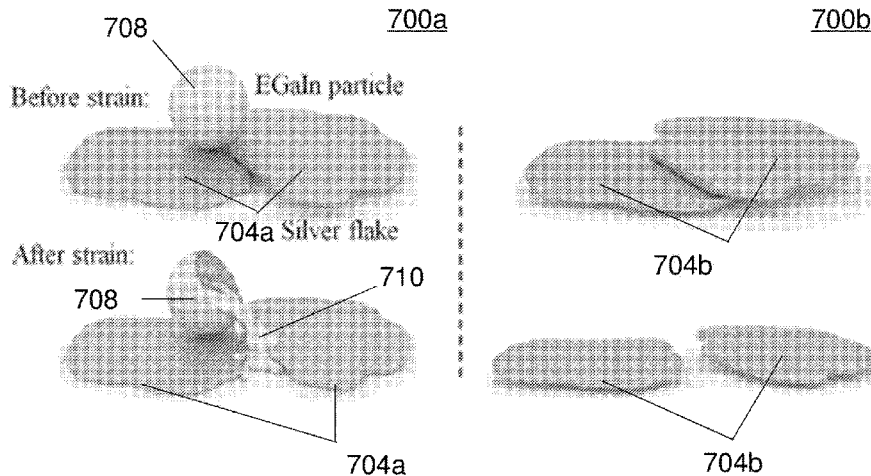 708
700a
700b
Before strain:
EGaIn particle
704a
Silver flake
704b
After strain:
708
710
704a
704b